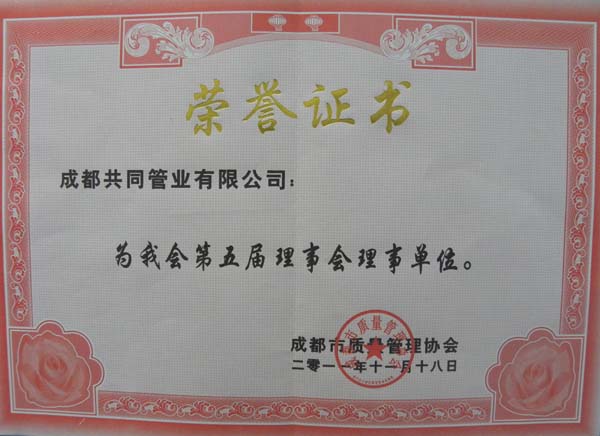 荣誉证书
成都共同管业有限公司：
为我会第五届理事会理事单位。
成都市质量管理协会
二零一一年十一月十八日